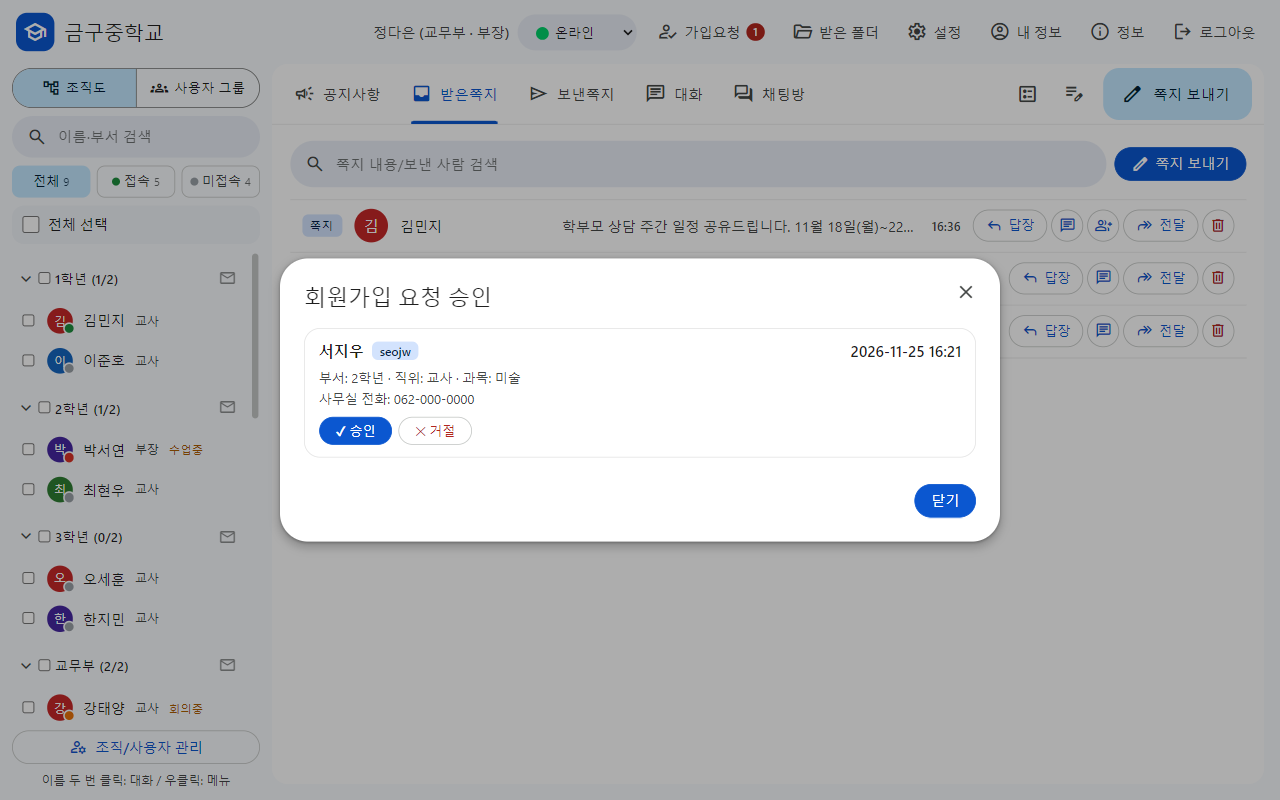 금구중학교
정다은 (교무부 · 부장)
온라인
가입요청 1
받은 폴더
설정
내 정보
정보
로그아웃
조직도
사용자 그룹
이름·부서 검색
전체 9
접속 5
미접속 4
전체 선택
1학년 (1/2)
김 김민지 교사
이 이준호 교사
2학년 (1/2)
박 박서연 부장 수업중
최 최현우 교사
3학년 (0/2)
오 오세훈 교사
한 한지민 교사
교무부 (2/2)
강 강태양 교사 회의중
조직/사용자 관리
이름 두 번 클릭: 대화 / 우클릭: 메뉴
공지사항
받은쪽지
보낸쪽지
대화
채팅방
쪽지 보내기
쪽지 내용/보낸 사람 검색
쪽지 보내기
쪽지 김 김민지 학부모 상담 주간 일정 공유드립니다. 11월 18일(월)~22... 16:36 답장 전달
답장 전달
답장 전달
회원가입 요청 승인
서지우 seojw 2026-11-25 16:21
부서: 2학년 · 직위: 교사 · 과목: 미술
사무실 전화: 062-000-0000
승인
거절
닫기